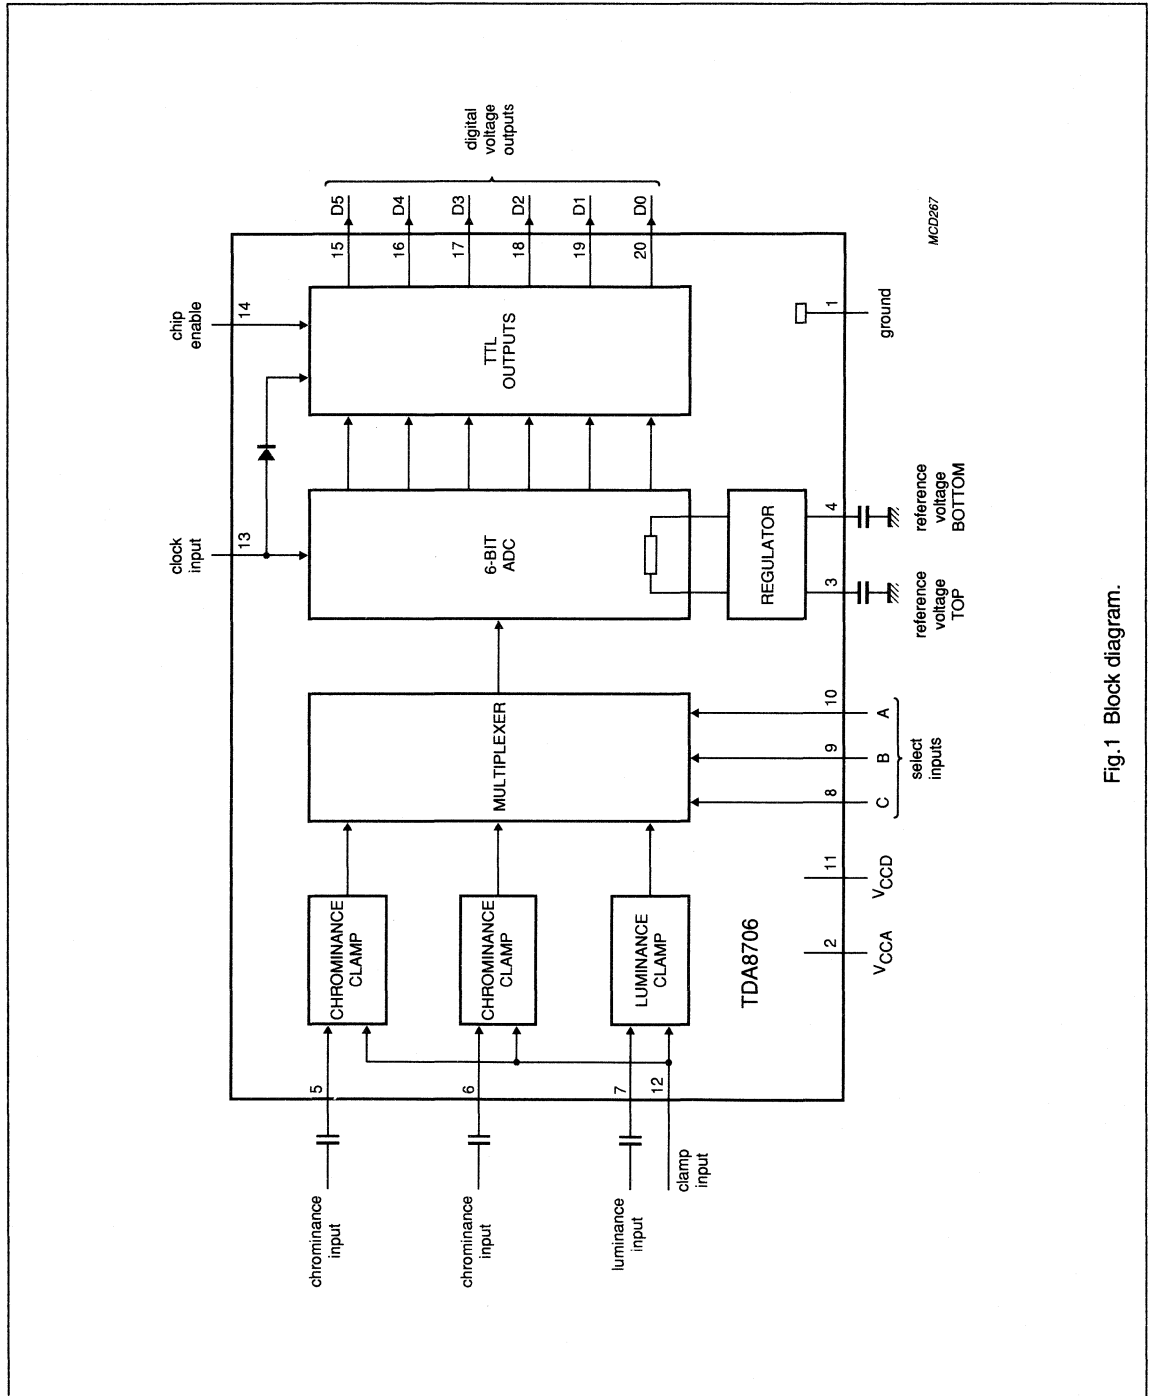 digital
voltage
outputs
D5
D4
D3
D2
D1
D0
15
16
17
18
19
20
MCD267
chip
enable
14
TTL
OUTPUTS
1
ground
clock
input
13
6-BIT
ADC
REGULATOR
4
3
reference
voltage
BOTTOM
reference
voltage
TOP
MULTIPLEXER
10
9
8
A
B
C
select
inputs
CHROMINANCE
CLAMP
CHROMINANCE
CLAMP
LUMINANCE
CLAMP
TDA8706
11
VCCD
2
VCCA
5
6
7
12
chrominance
input
chrominance
input
luminance
input
clamp
input
Fig.1 Block diagram.